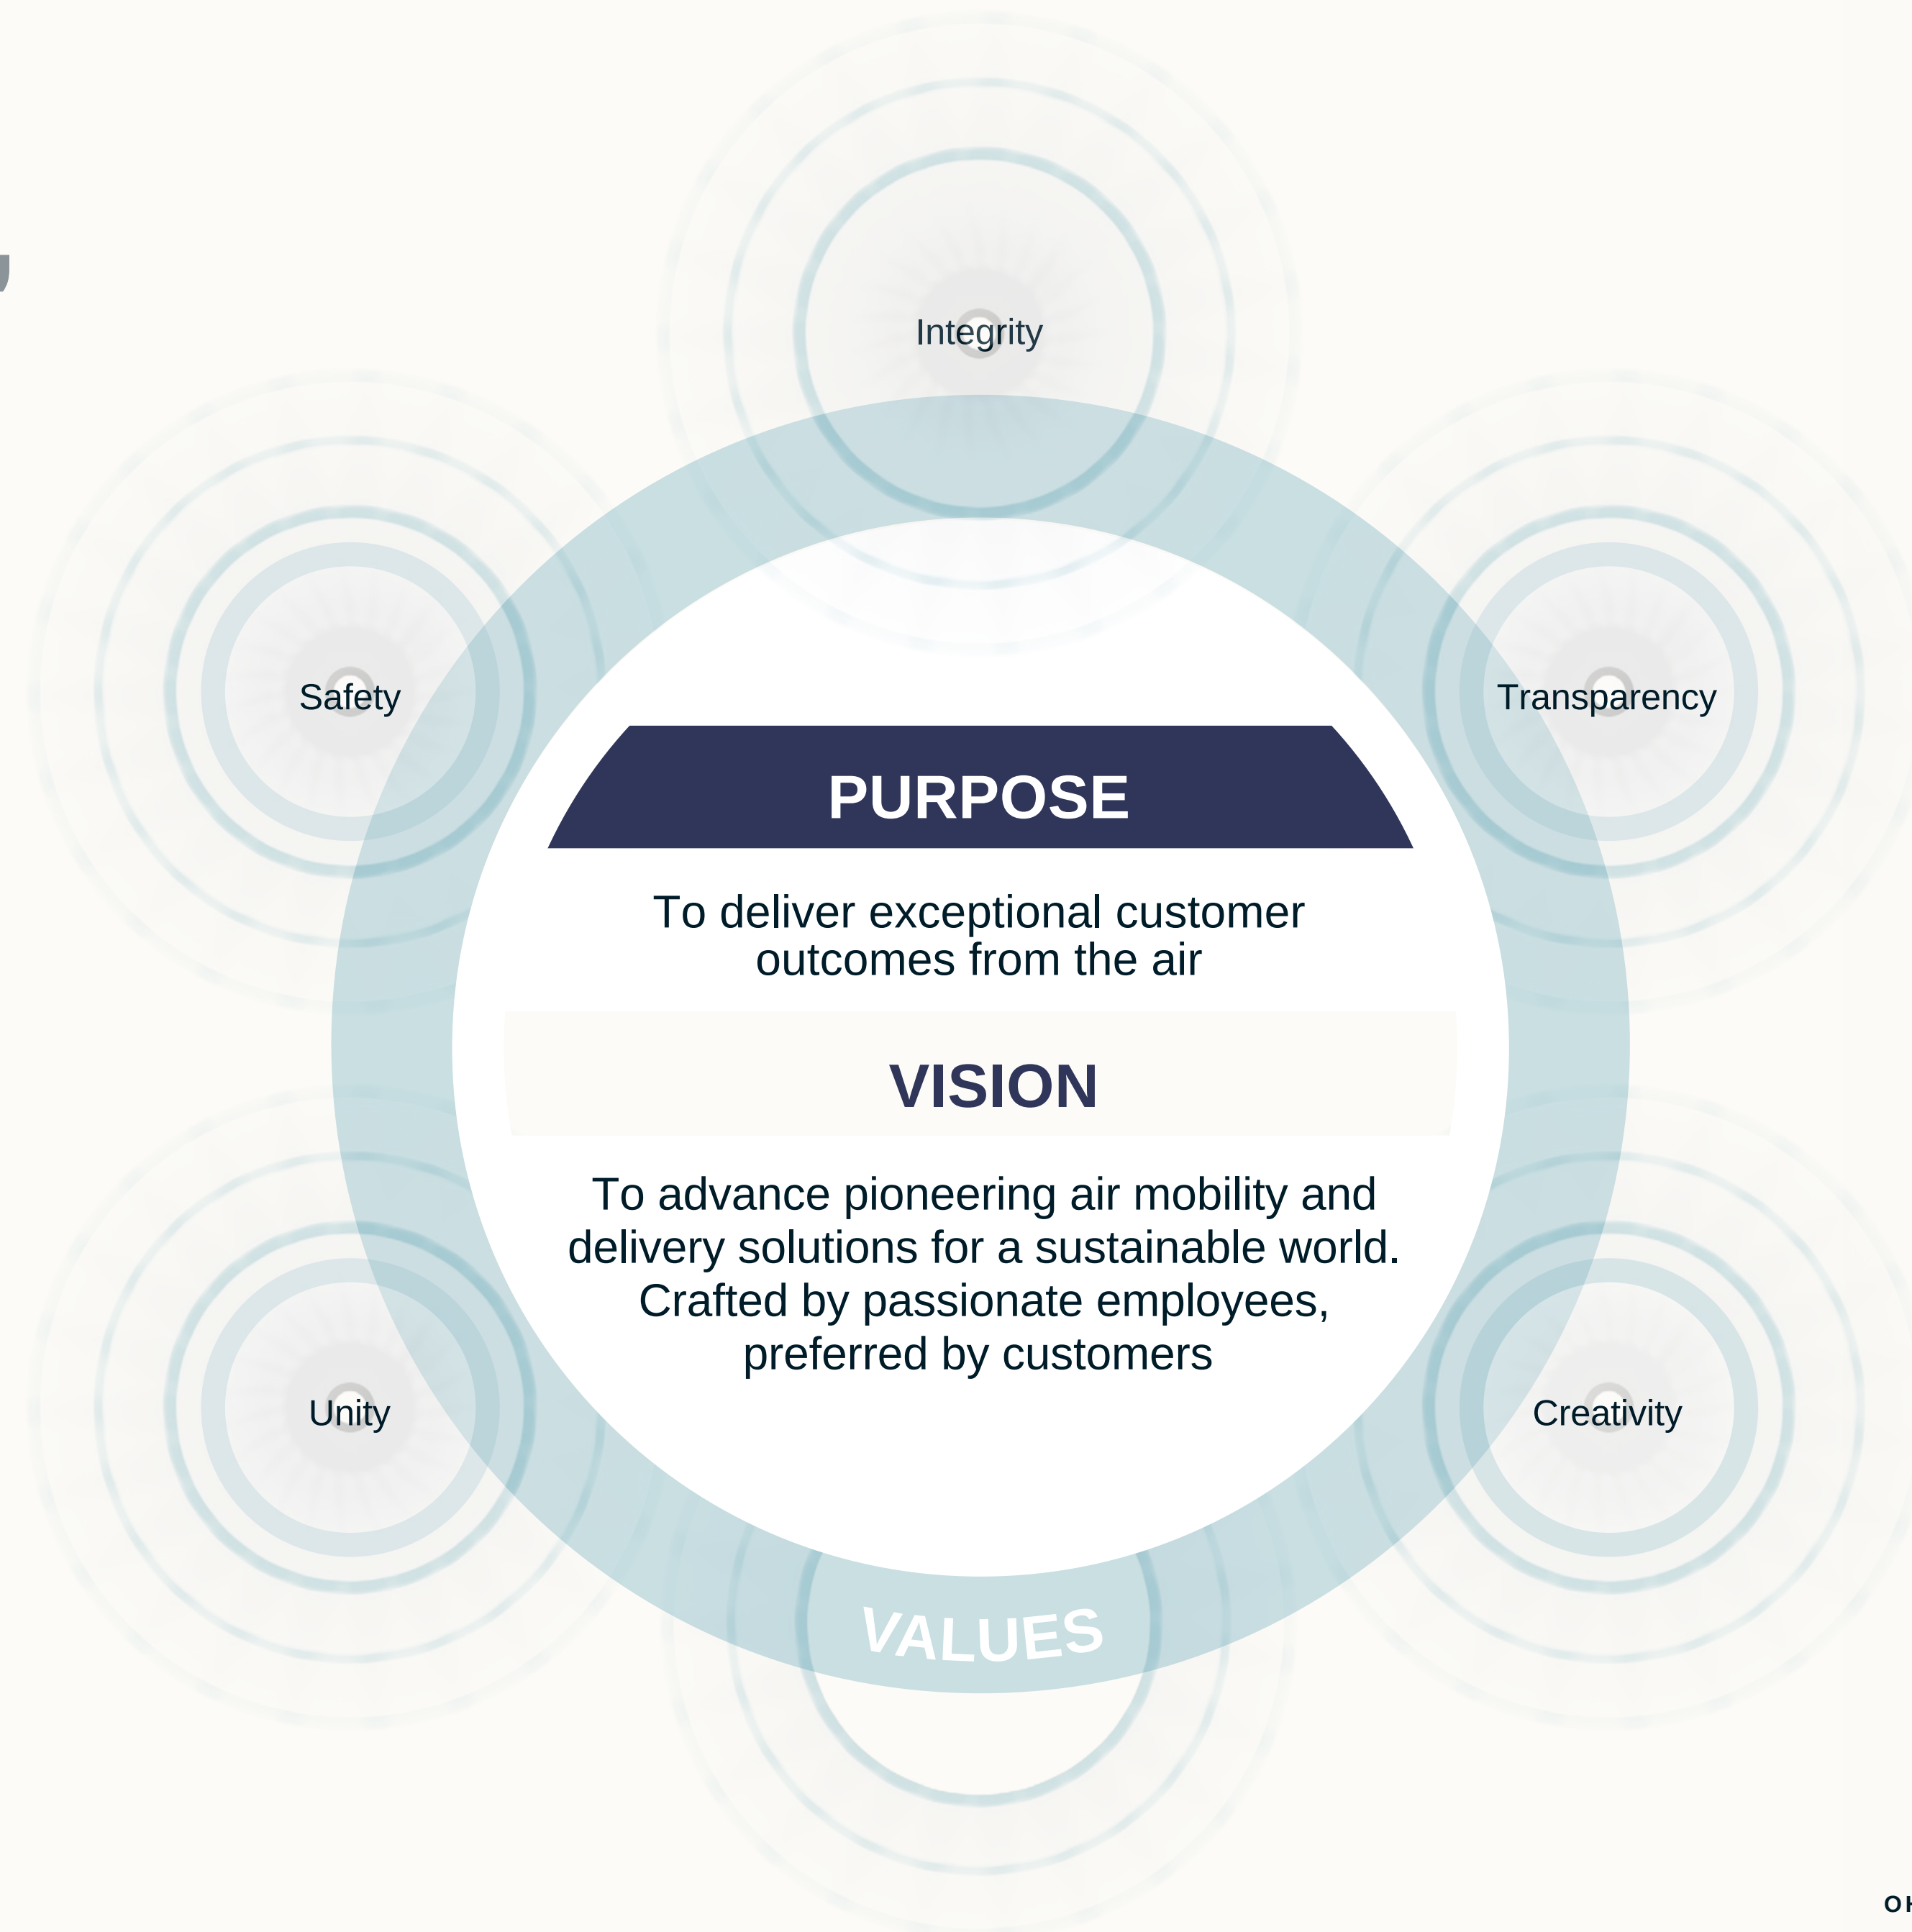 Integrity
Safety
Transparency
PURPOSE
To deliver exceptional customer
outcomes from the air
VISION
To advance pioneering air mobility and
delivery solutions for a sustainable world.
Crafted by passionate employees,
preferred by customers
Unity
Creativity
VALUES